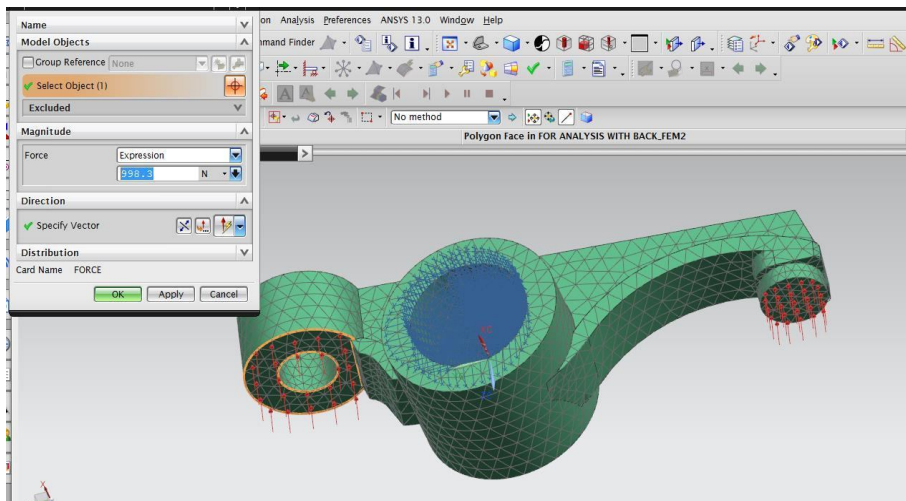 on Analysis Preferences ANSYS 13.0 Window Help
mmand Finder
No method
Polygon Face in FOR ANALYSIS WITH BACK_FEM2
Name
Model Objects
Group Reference None
Select Object (1)
Excluded
Magnitude
Force Expression
998.3 N
Direction
Specify Vector
Distribution
Card Name FORCE
OK Apply Cancel